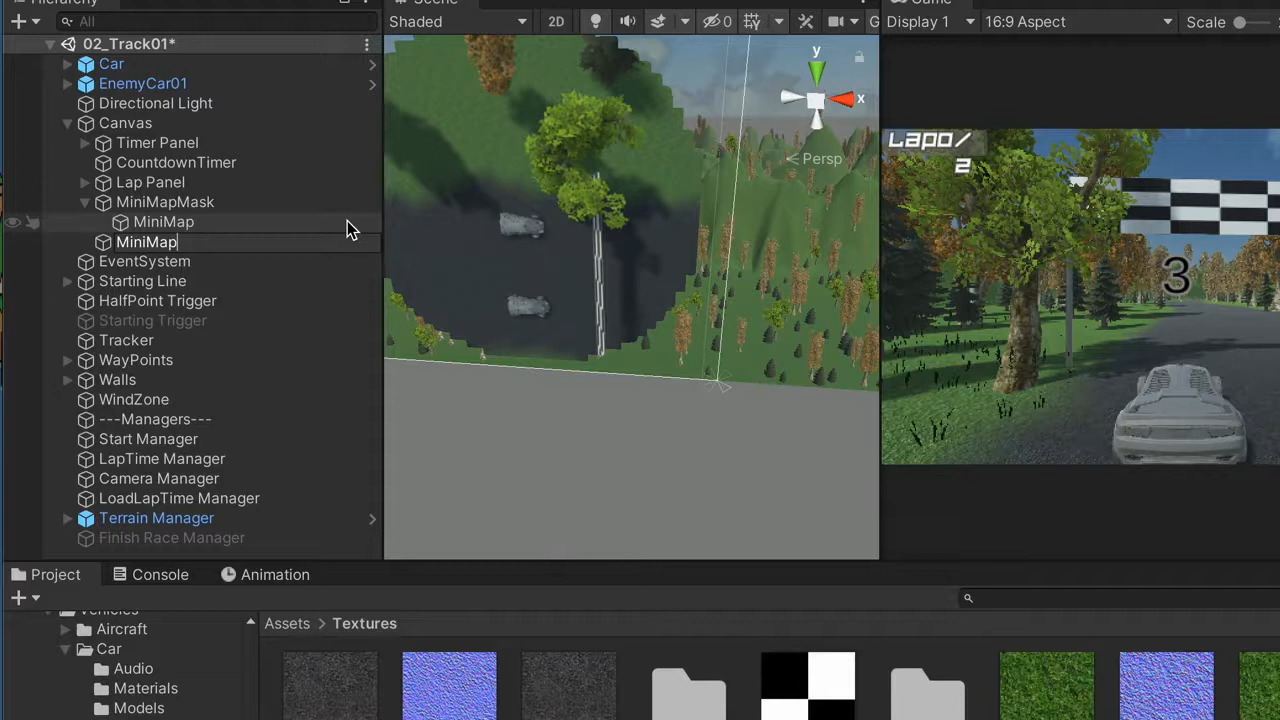 Hierarchy
Scene
Game
All
Shaded
2D
0
G
Display 1
16:9 Aspect
Scale
02_Track01*
Car
EnemyCar01
Directional Light
Canvas
Timer Panel
CountdownTimer
Lap Panel
MiniMapMask
MiniMap
MiniMap
EventSystem
Starting Line
HalfPoint Trigger
Starting Trigger
Tracker
WayPoints
Walls
WindZone
---Managers---
Start Manager
LapTime Manager
Camera Manager
LoadLapTime Manager
Terrain Manager
Finish Race Manager
y
x
Persp
Lap0/
2
3
Project
Console
Animation
Vehicles
Aircraft
Car
Audio
Materials
Models
Assets > Textures